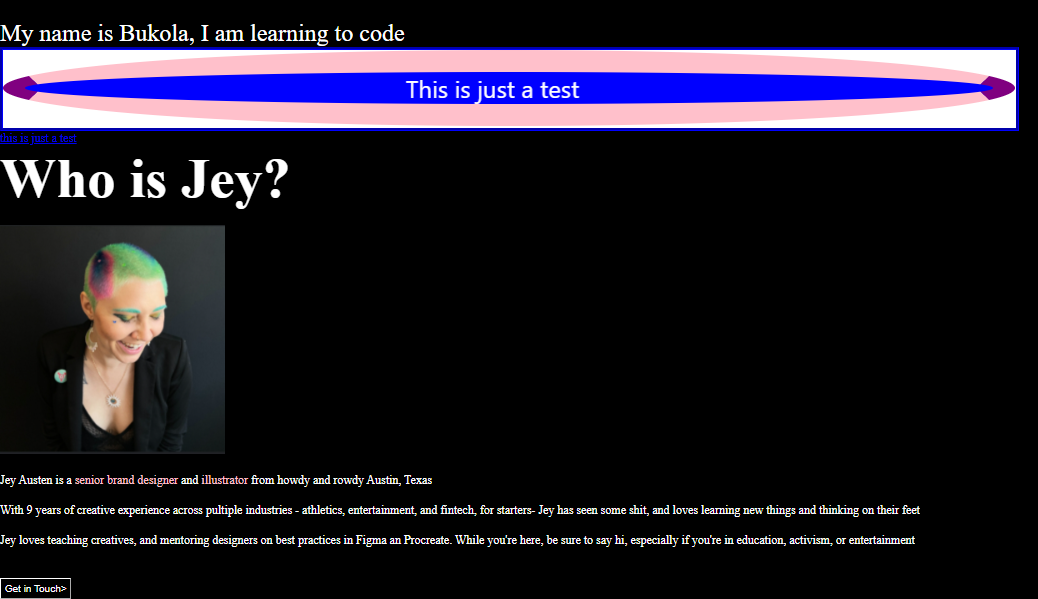 My name is Bukola, I am learning to code
This is just a test
this is just a test
Who is Jey?
Jey Austen is a senior brand designer and illustrator from howdy and rowdy Austin, Texas
With 9 years of creative experience across pultiple industries - athletics, entertainment, and fintech, for starters- Jey has seen some shit, and loves learning new things and thinking on their feet
Jey loves teaching creatives, and mentoring designers on best practices in Figma an Procreate. While you're here, be sure to say hi, especially if you're in education, activism, or entertainment
Get in Touch>